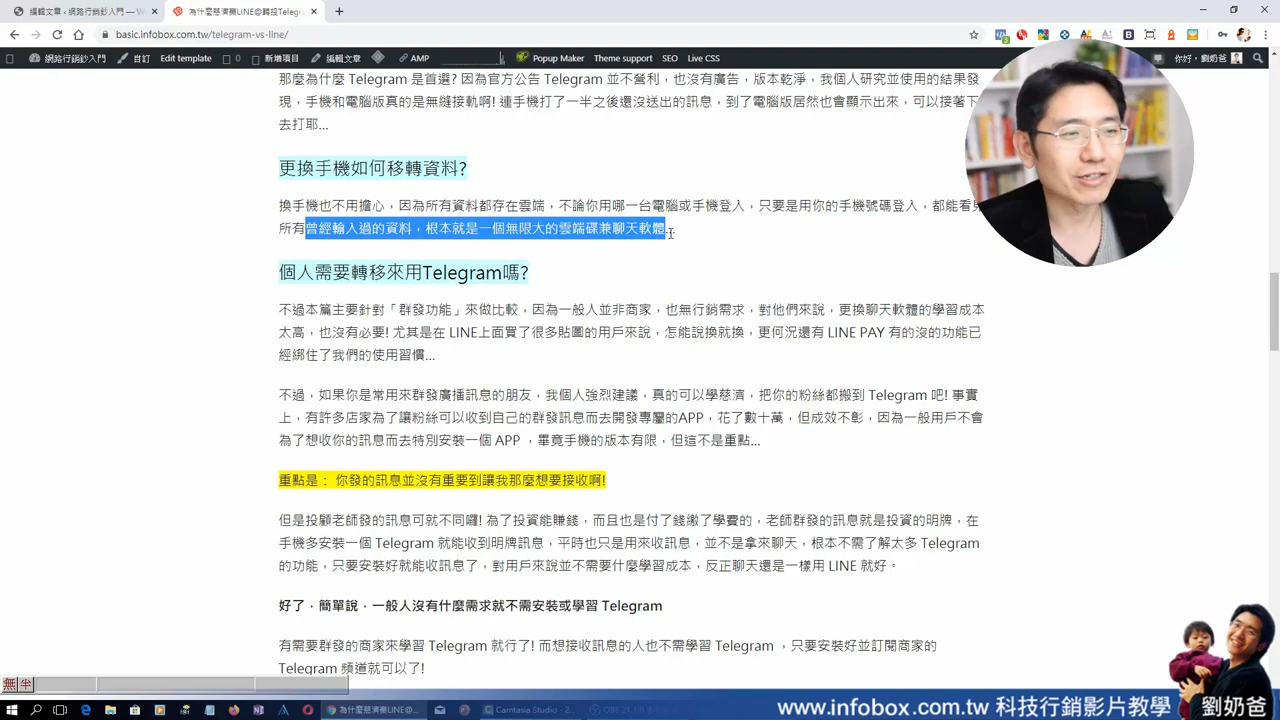 編輯文章 ‹ 網路行銷鈔入門 — W
為什麼慈濟棄LINE@轉投Telegr
basic.infobox.com.tw/telegram-vs-line/
網路行銷鈔入門
自訂
Edit template
0
新增項目
編輯文章
AMP
Popup Maker
Theme support
SEO
Live CSS
你好，劉奶爸
那麼為什麼 Telegram 是首選? 因為官方公告 Telegram 並不營利，也沒有廣告，版本乾淨，我個人研究並使用的結果發
現，手機和電腦版真的是無縫接軌啊! 連手機打了一半之後還沒送出的訊息，到了電腦版居然也會顯示出來，可以接著下
去打耶...
更換手機如何移轉資料?
換手機也不用擔心，因為所有資料都存在雲端，不論你用哪一台電腦或手機登入，只要是用你的手機號碼登入，都能看見
所有曾經輸入過的資料，根本就是一個無限大的雲端碟兼聊天軟體.
個人需要轉移來用Telegram嗎?
不過本篇主要針對「群發功能」來做比較，因為一般人並非商家，也無行銷需求，對他們來說，更換聊天軟體的學習成本
太高，也沒有必要! 尤其是在 LINE上面買了很多貼圖的用戶來說，怎能說換就換，更何況還有 LINE PAY 有的沒的功能已
經綁住了我們的使用習慣...
不過，如果你是常用來群發廣播訊息的朋友，我個人強烈建議，真的可以學慈濟，把你的粉絲都搬到 Telegram 吧! 事實
上，有許多店家為了讓粉絲可以收到自己的群發訊息而去開發專屬的APP，花了數十萬，但成效不彰，因為一般用戶不會
為了想收你的訊息而去特別安裝一個 APP ，畢竟手機的版本有限，但這不是重點...
重點是： 你發的訊息並沒有重要到讓我那麼想要接收啊!
但是投顧老師發的訊息可就不同囉! 為了投資能賺錢，而且也是付了錢繳了學費的，老師群發的訊息就是投資的明牌，在
手機多安裝一個 Telegram 就能收到明牌訊息，平時也只是用來收訊息，並不是拿來聊天，根本不需了解太多 Telegram
的功能，只要安裝好就能收訊息了，對用戶來說並不需要什麼學習成本，反正聊天還是一樣用 LINE 就好。
好了，簡單說，一般人沒有什麼需求就不需安裝或學習 Telegram
有需要群發的商家來學習 Telegram 就行了! 而想接收訊息的人也不需學習 Telegram ，只要安裝好並訂閱商家的
Telegram 頻道就可以了!
無 半
為什麼慈濟棄LINE@...
Camtasia Studio - ...
www.infobox.com.tw 科技行銷影片教學
劉奶爸